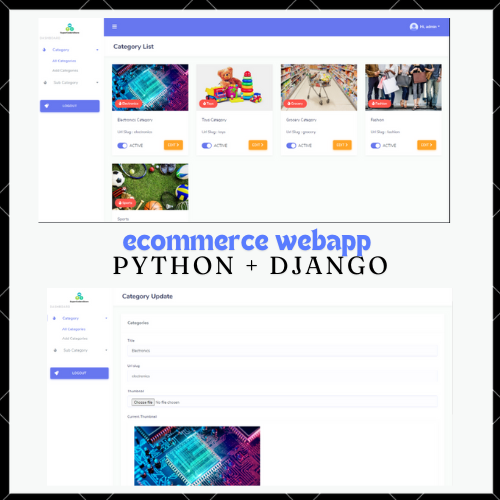 Hi, admin
Category List
Category
All Categories
Add Categories
Sub Category
LOGOUT
Electronics
Toys
Grocery
Fashion
Electronics Category
Toys Category
Grocery Category
Fashion
Url Slug : electronics
Url Slug : toys
Url Slug : grocery
Url Slug : fashion
ACTIVE EDIT
ACTIVE EDIT
ACTIVE EDIT
ACTIVE EDIT
Sports
Sports
ecommerce webapp
PYTHON + DJANGO
Category Update
Category
All Categories
Add Categories
Sub Category
LOGOUT
Categories
Title
Electronics
Url Slug
electronics
Thumbnail
Choose File No file chosen
Current Thumbnail